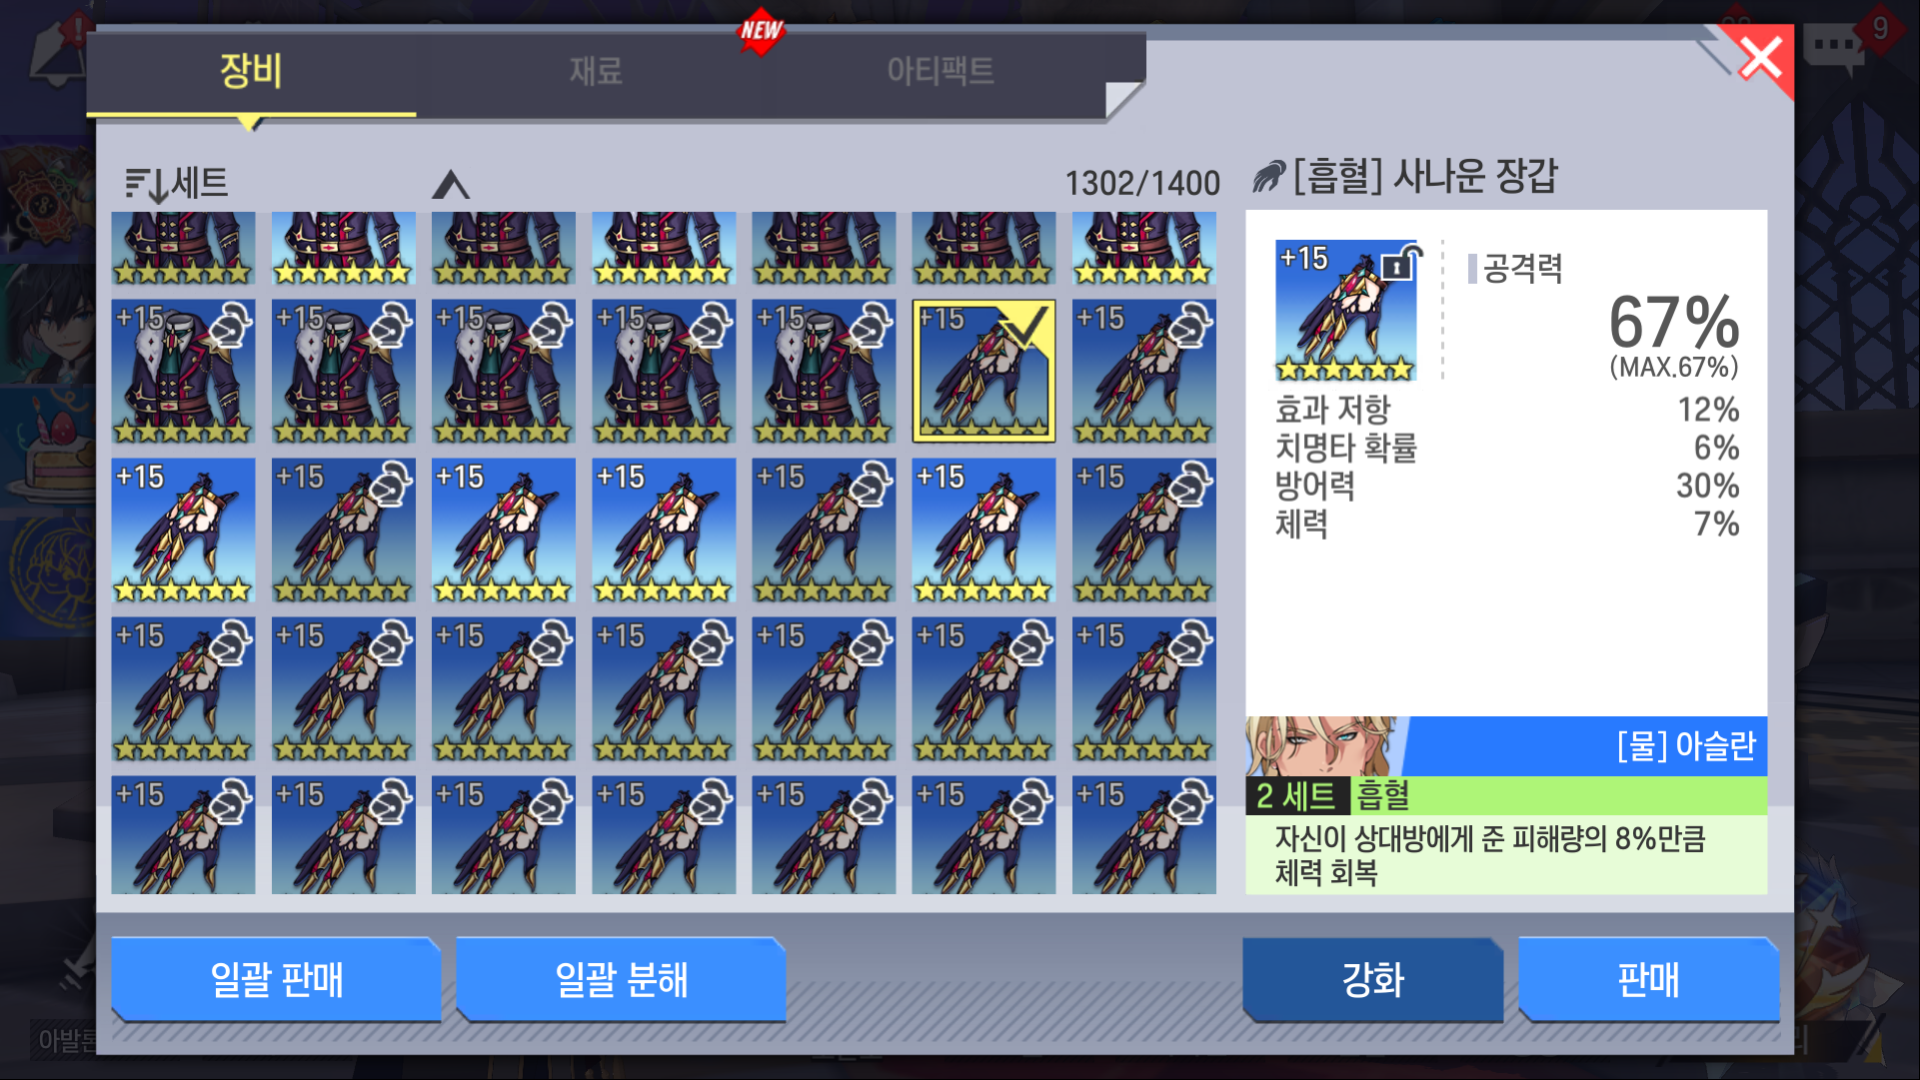 NEW
9
장비
재료
아티팩트
세트
1302/1400
[흡혈] 사나운 장갑
+15
공격력
67%
(MAX.67%)
효과 저항 12%
치명타 확률 6%
방어력 30%
체력 7%
+15 +15 +15 +15 +15 +15 +15
+15 +15 +15 +15 +15 +15 +15
+15 +15 +15 +15 +15 +15 +15
+15 +15 +15 +15 +15 +15 +15
[물] 아슬란
2 세트 흡혈
자신이 상대방에게 준 피해량의 8%만큼
체력 회복
일괄 판매
일괄 분해
강화
판매
아발론